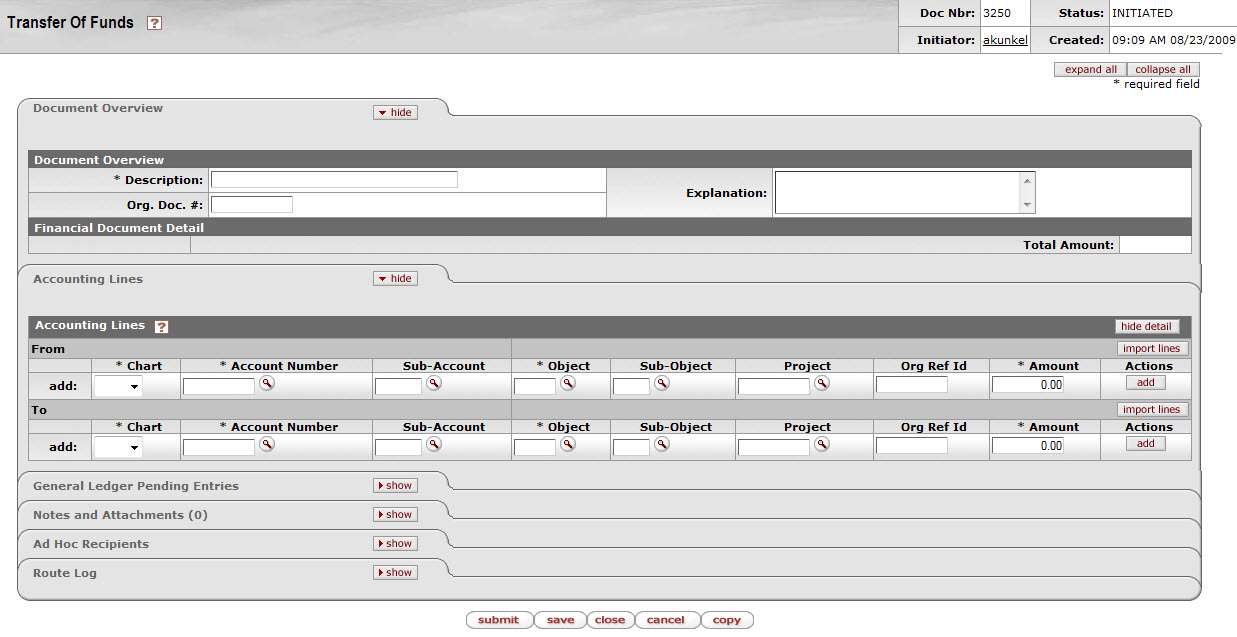 Transfer Of Funds ?
Doc Nbr: 3250 Status: INITIATED
Initiator: akunkel Created: 09:09 AM 08/23/2009
expand all collapse all
* required field
Document Overview hide
Document Overview
* Description: Explanation:
Org. Doc. #:
Financial Document Detail
Total Amount:
Accounting Lines hide
Accounting Lines ? hide detail
From import lines
* Chart * Account Number Sub-Account * Object Sub-Object Project Org Ref Id * Amount Actions
add: 0.00 add
To import lines
* Chart * Account Number Sub-Account * Object Sub-Object Project Org Ref Id * Amount Actions
add: 0.00 add
General Ledger Pending Entries show
Notes and Attachments (0) show
Ad Hoc Recipients show
Route Log show
submit save close cancel copy